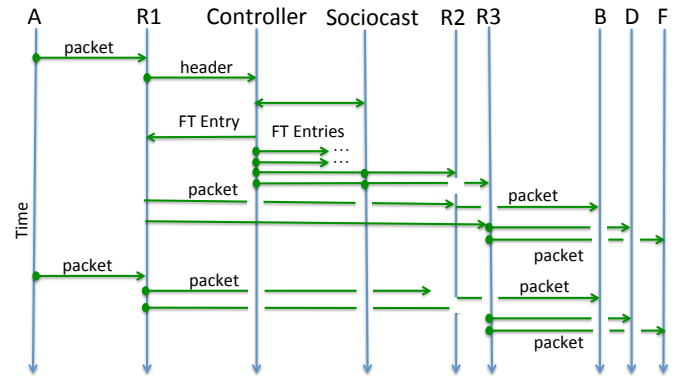 A R1 Controller Sociocast R2 R3 B D F
packet
header
FT Entry
FT Entries
...
...
packet
packet
Time
packet
packet
packet
packet
packet